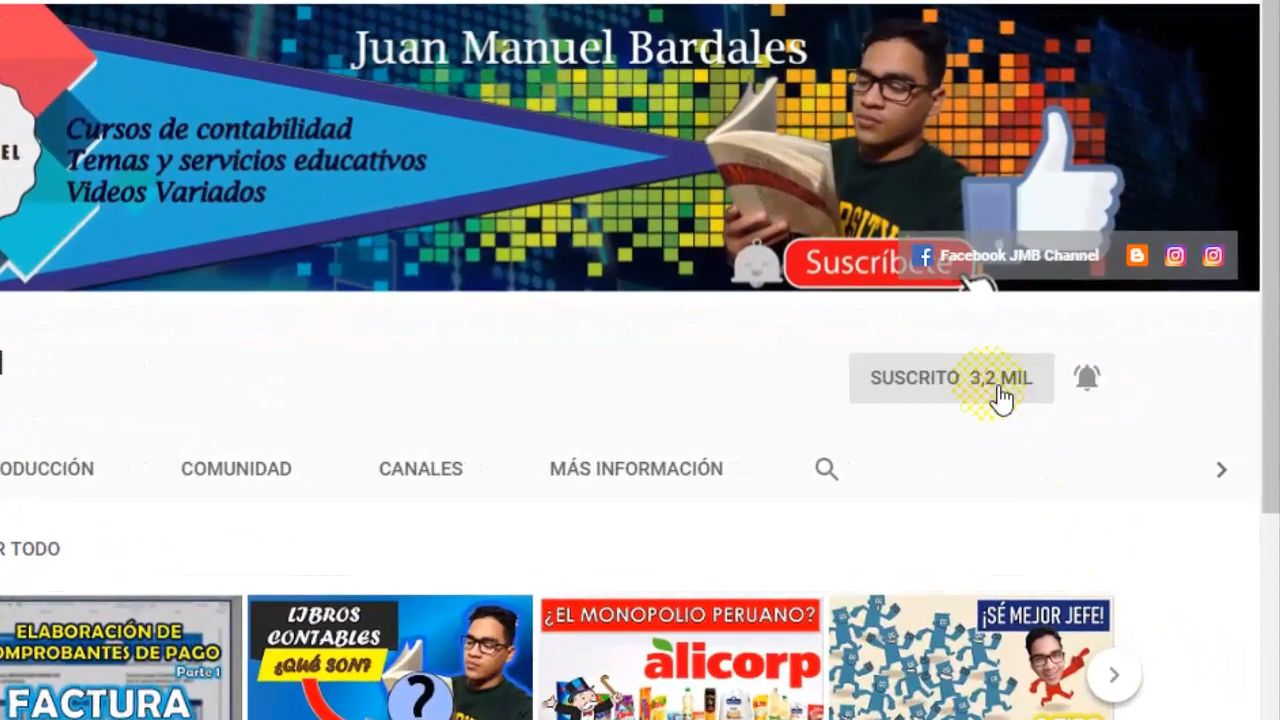 Juan Manuel Bardales
EL
Cursos de contabilidad
Temas y servicios educativos
Videos Variados
Suscríbete
Facebook JMB Channel
SUSCRITO 3,2 MIL
ODUCCIÓN
COMUNIDAD
CANALES
MÁS INFORMACIÓN
R TODO
ELABORACIÓN DE
OMPROBANTES DE PAGO
Parte 1
FACTURA
LIBROS
CONTABLES
¿QUÉ SON?
?
¿EL MONOPOLIO PERUANO?
alicorp
¡SÉ MEJOR JEFE!